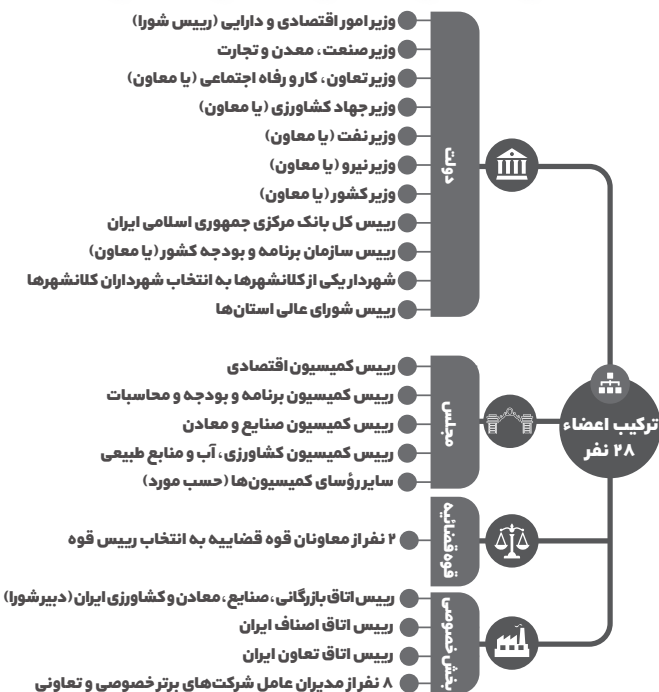 ترکیب اعضاء
۲۸ نفر
دولت
وزیر امور اقتصادی و دارایی (رییس شورا)
وزیر صنعت، معدن و تجارت
وزیر تعاون، کار و رفاه اجتماعی (یا معاون)
وزیر جهاد کشاورزی (یا معاون)
وزیر نفت (یا معاون)
وزیر نیرو (یا معاون)
وزیر کشور (یا معاون)
رییس کل بانک مرکزی جمهوری اسلامی ایران
رییس سازمان برنامه و بودجه کشور (یا معاون)
شهردار یکی از کلانشهرها به انتخاب شهرداران کلانشهرها
رییس شورای عالی استان‌ها
مجلس
رییس کمیسیون اقتصادی
رییس کمیسیون برنامه و بودجه و محاسبات
رییس کمیسیون صنایع و معادن
رییس کمیسیون کشاورزی، آب و منابع طبیعی
سایر رؤسای کمیسیون‌ها (حسب مورد)
قوه قضائیه
۲ نفر از معاونان قوه قضاییه به انتخاب رییس قوه
بخش خصوصی
رییس اتاق بازرگانی، صنایع، معادن و کشاورزی ایران (دبیر شورا)
رییس اتاق اصناف ایران
رییس اتاق تعاون ایران
۸ نفر از مدیران عامل شرکت‌های برتر خصوصی و تعاونی